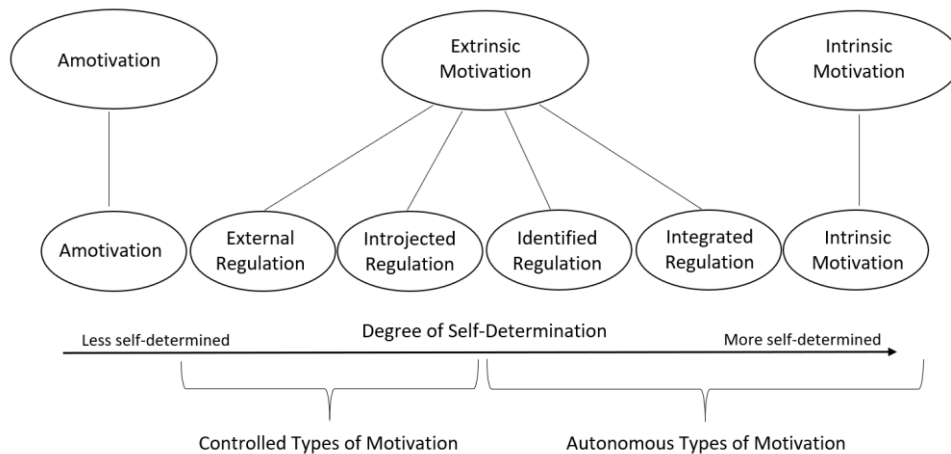 Amotivation
Extrinsic
Motivation
Intrinsic
Motivation
Amotivation
External
Regulation
Introjected
Regulation
Identified
Regulation
Integrated
Regulation
Intrinsic
Motivation
Degree of Self-Determination
Less self-determined
More self-determined
Controlled Types of Motivation
Autonomous Types of Motivation